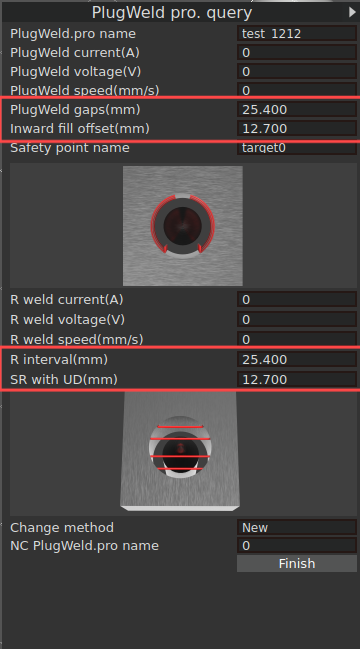 PlugWeld pro. query
PlugWeld.pro name test_1212
PlugWeld current(A) 0
PlugWeld voltage(V) 0
PlugWeld speed(mm/s) 0
PlugWeld gaps(mm) 25.400
Inward fill offset(mm) 12.700
Safety point name target0
R weld current(A) 0
R weld voltage(V) 0
R weld speed(mm/s) 0
R interval(mm) 25.400
SR with UD(mm) 12.700
Change method New
NC PlugWeld.pro name 0
Finish